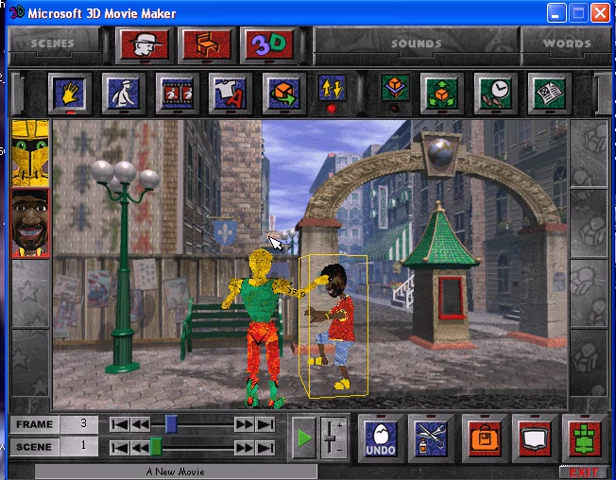 Microsoft 3D Movie Maker
SCENES
3D
SOUNDS
WORDS
A
FRAME 3
SCENE 1
UNDO
A New Movie
EXIT